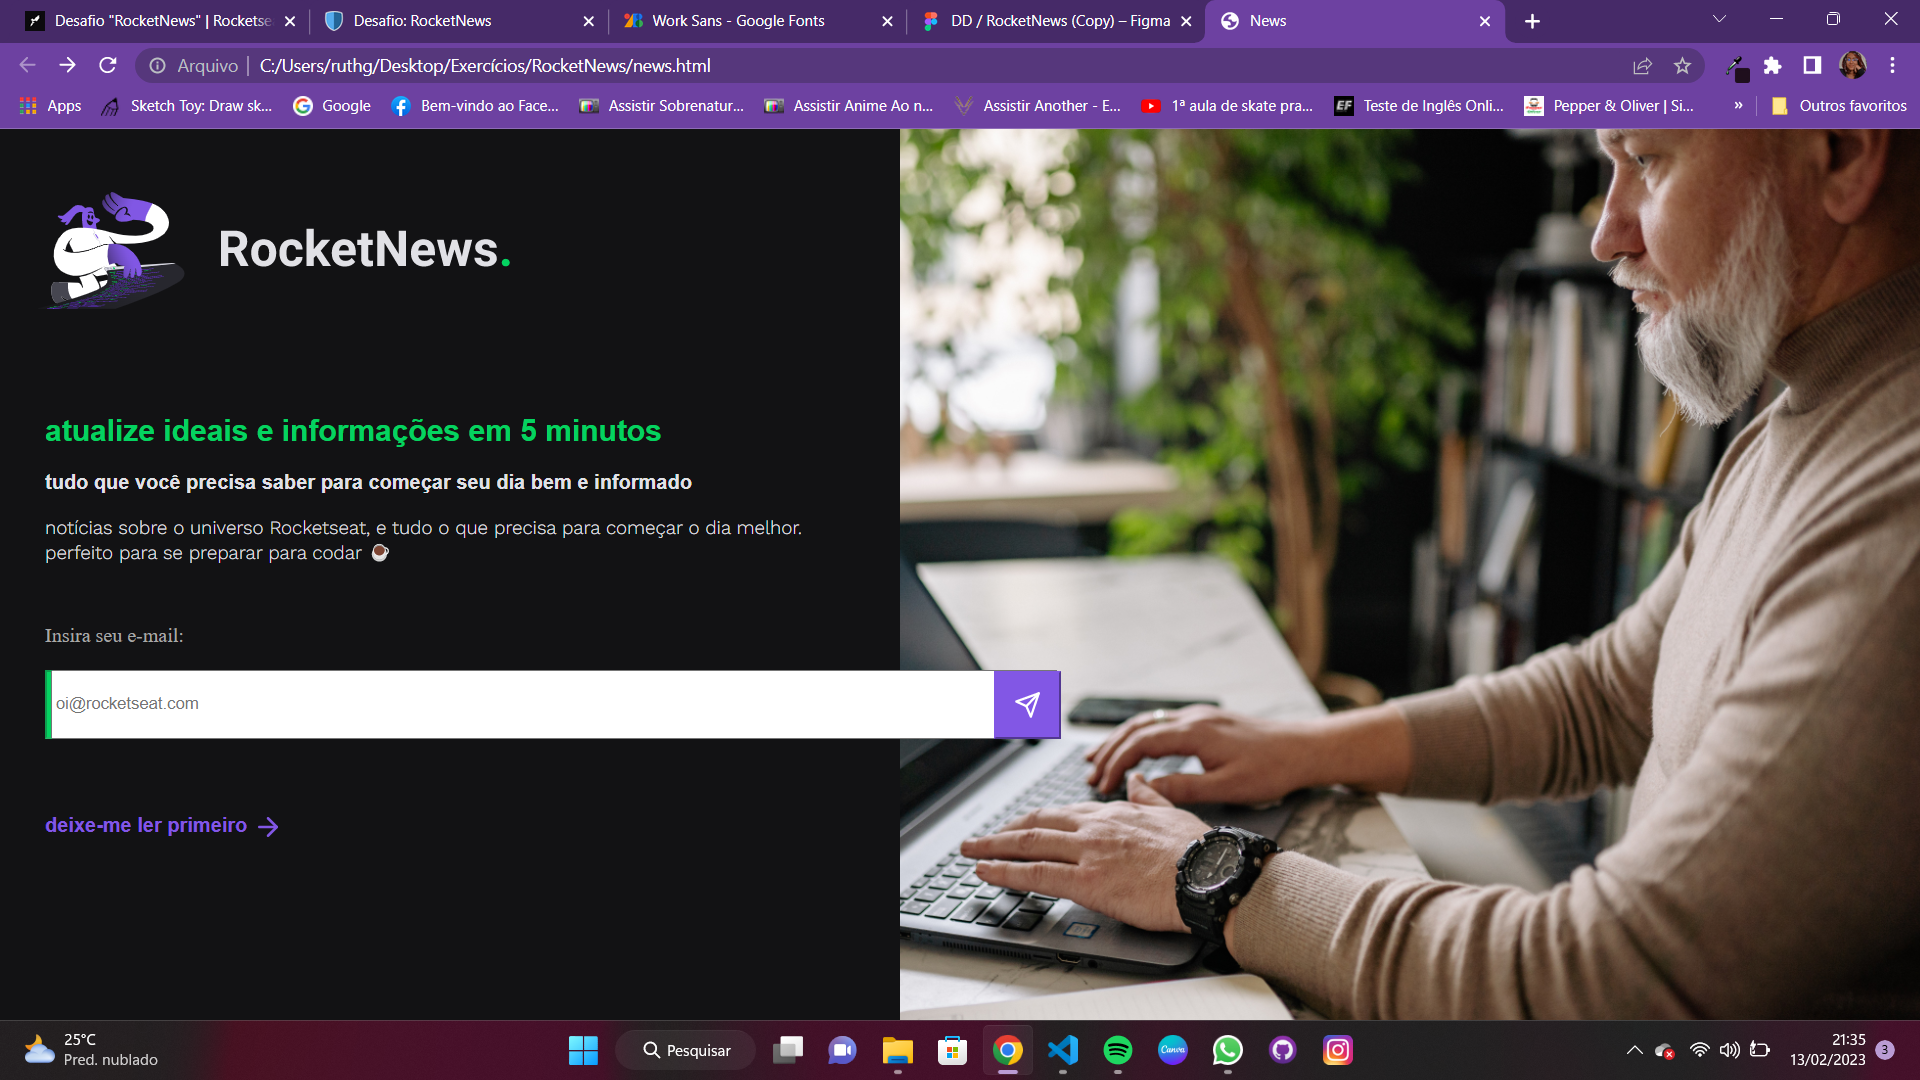 Desafio "RocketNews" | Rocketse
Desafio: RocketNews
Work Sans - Google Fonts
DD / RocketNews (Copy) – Figma
News
Arquivo | C:/Users/ruthg/Desktop/Exercícios/RocketNews/news.html
Apps
Sketch Toy: Draw sk...
Google
Bem-vindo ao Face...
Assistir Sobrenatur...
Assistir Anime Ao n...
Assistir Another - E...
1ª aula de skate pra...
EF
Teste de Inglês Onli...
Pepper & Oliver | Si...
»
Outros favoritos
RocketNews.
atualize ideais e informações em 5 minutos
tudo que você precisa saber para começar seu dia bem e informado
notícias sobre o universo Rocketseat, e tudo o que precisa para começar o dia melhor.
perfeito para se preparar para codar ☕
Insira seu e-mail:
oi@rocketseat.com
deixe-me ler primeiro
25°C
Pred. nublado
Pesquisar
Canva
21:35
13/02/2023
3